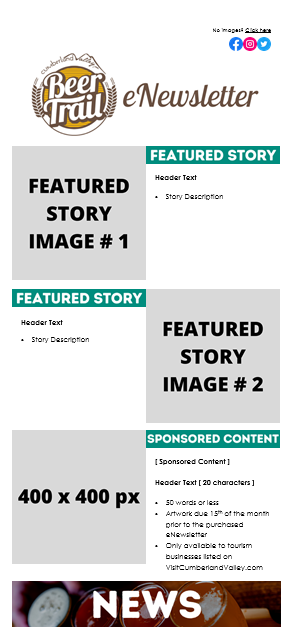 No images? Click here
Cumberland Valley
Beer
Trail
eNewsletter
FEATURED
STORY
IMAGE # 1
FEATURED STORY
Header Text
• Story Description
FEATURED STORY
Header Text
• Story Description
FEATURED
STORY
IMAGE # 2
400 x 400 px
SPONSORED CONTENT
[ Sponsored Content ]
Header Text [ 20 characters ]
• 50 words or less
• Artwork due 15th of the month
prior to the purchased
eNewsletter
• Only available to tourism
businesses listed on
VisitCumberlandValley.com
NEWS